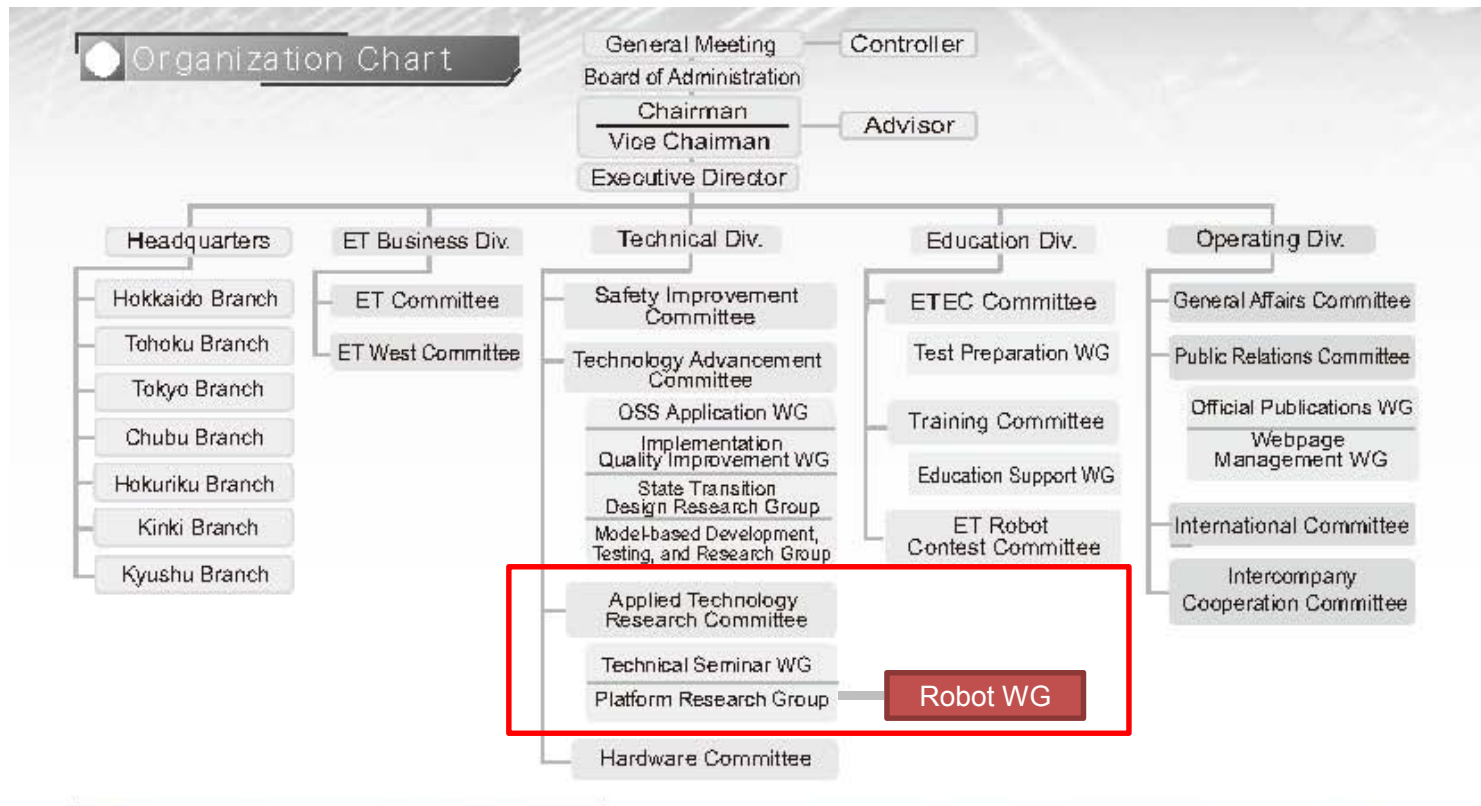 Organization Chart
General Meeting
Controller
Board of Administration
Chairman
Vice Chairman
Advisor
Executive Director
Headquarters
Hokkaido Branch
Tohoku Branch
Tokyo Branch
Chubu Branch
Hokuriku Branch
Kinki Branch
Kyushu Branch
ET Business Div.
ET Committee
ET West Committee
Technical Div.
Safety Improvement
Committee
Technology Advancement
Committee
OSS Application WG
Implementation
Quality Improvement WG
State Transition
Design Research Group
Model-based Development,
Testing, and Research Group
Applied Technology
Research Committee
Technical Seminar WG
Platform Research Group
Robot WG
Hardware Committee
Education Div.
ETEC Committee
Test Preparation WG
Training Committee
Education Support WG
ET Robot
Contest Committee
Operating Div.
General Affairs Committee
Public Relations Committee
Official Publications WG
Webpage
Management WG
International Committee
Intercompany
Cooperation Committee